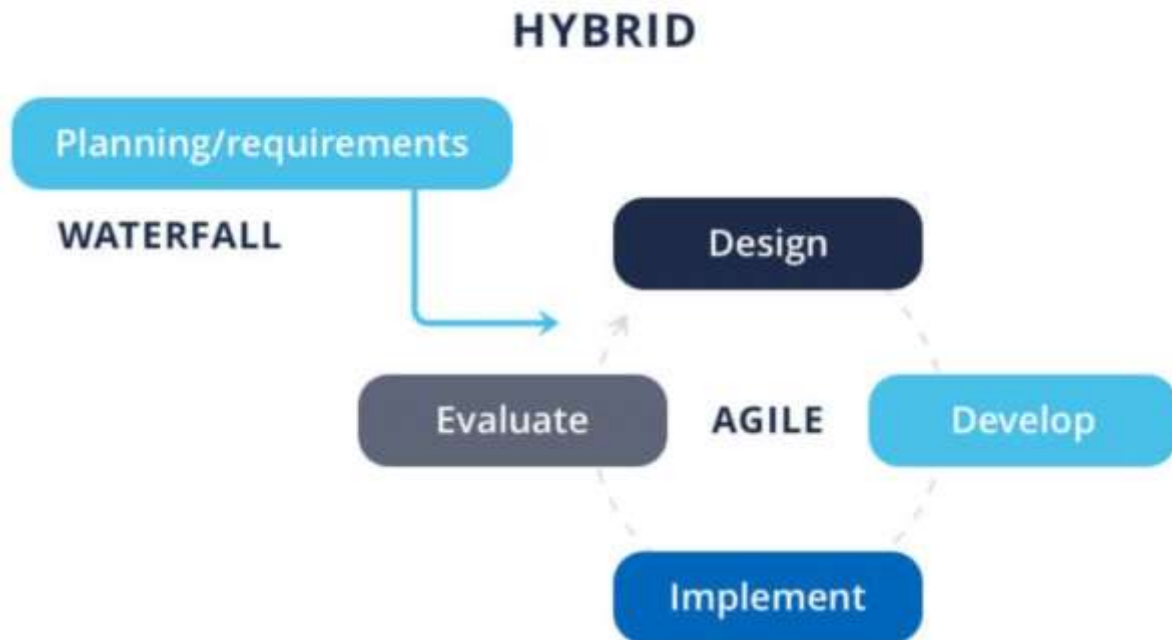 HYBRID
Planning/requirements
WATERFALL
Design
Evaluate
AGILE
Develop
Implement